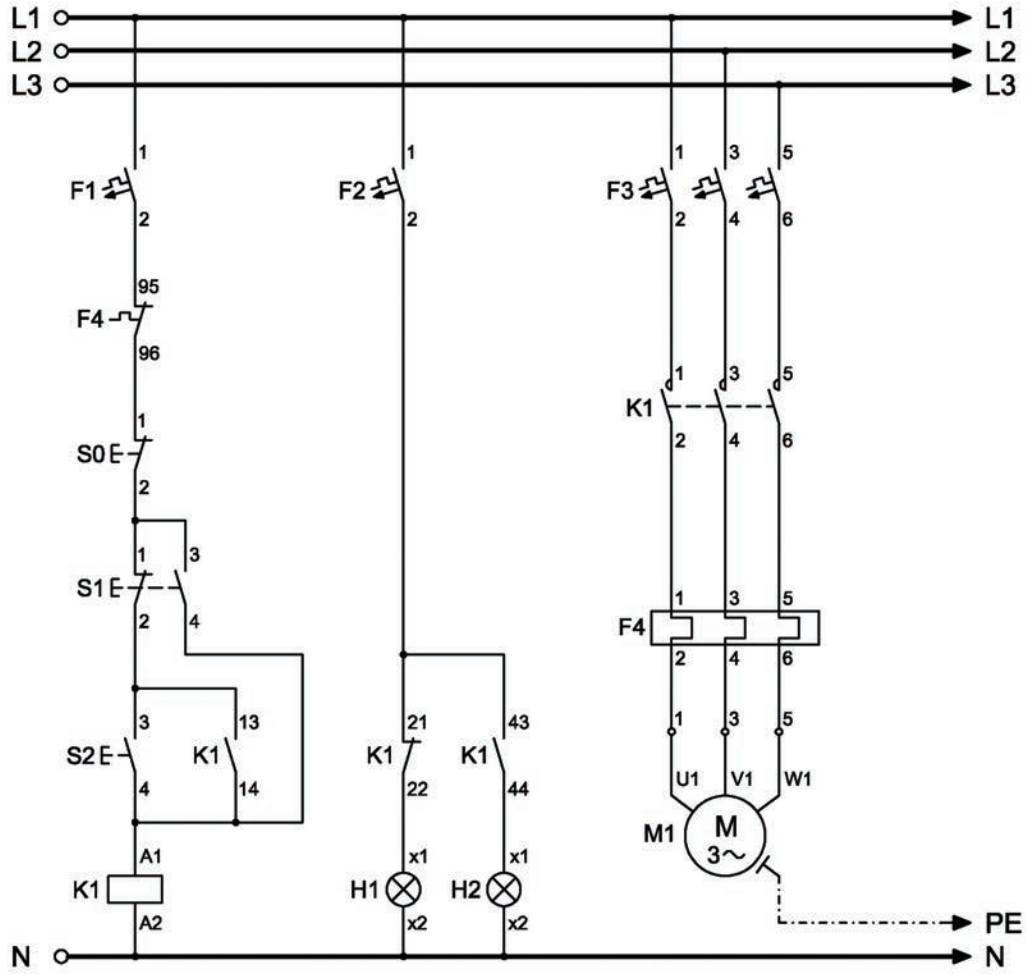 L1 L1
L2 L2
L3 L3
1 1 1 3 5
F1 F2 F3
2 2 2 4 6
95
F4
96
1 3 5
K1
2 4 6
1
S0
2
1 3
S1
2 4
1 3 5
F4
2 4 6
3 13 21 43 1 3 5
S2 K1 K1 K1
4 14 22 44 U1 V1 W1
M1 M
3~
A1 x1 x1
K1 H1 H2
A2 x2 x2
PE
N N